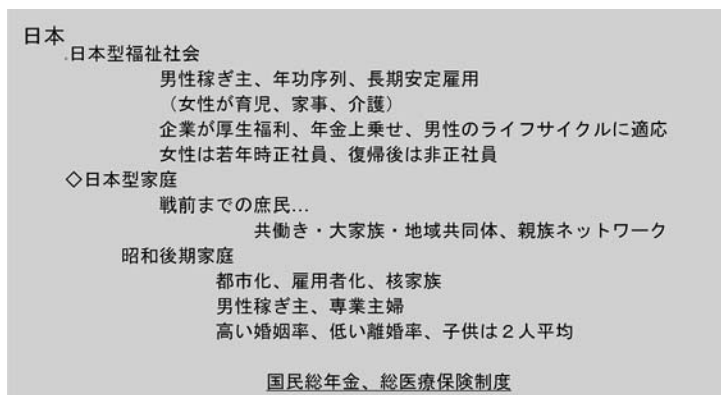 日本
.日本型福祉社会
男性稼ぎ主、年功序列、長期安定雇用
（女性が育児、家事、介護）
企業が厚生福利、年金上乗せ、男性のライフサイクルに適応
女性は若年時正社員、復帰後は非正社員
◇日本型家庭
戦前までの庶民…
共働き・大家族・地域共同体、親族ネットワーク
昭和後期家庭
都市化、雇用者化、核家族
男性稼ぎ主、専業主婦
高い婚姻率、低い離婚率、子供は２人平均
国民総年金、総医療保険制度